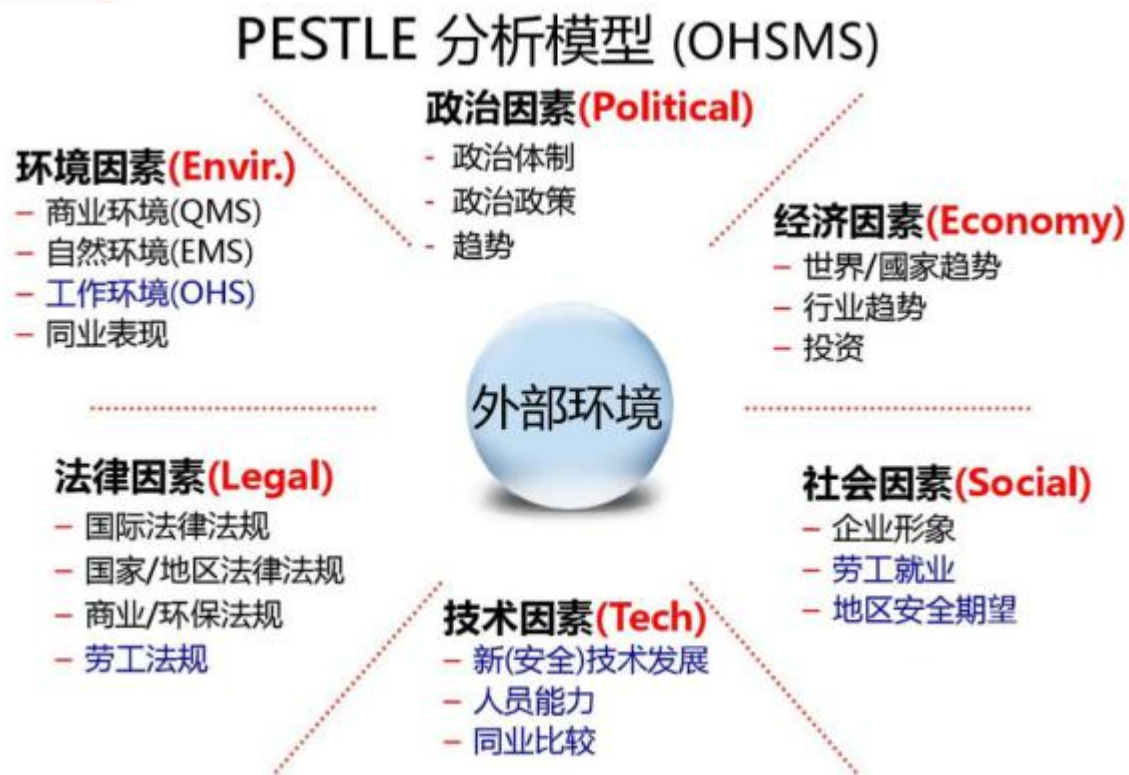 PESTLE 分析模型 (OHSMS)
政治因素(Political)
- 政治体制
- 政治政策
- 趋势
环境因素(Envir.)
– 商业环境(QMS)
– 自然环境(EMS)
– 工作环境(OHS)
– 同业表现
经济因素(Economy)
– 世界/國家趋势
– 行业趋势
– 投资
外部环境
法律因素(Legal)
– 国际法律法规
– 国家/地区法律法规
– 商业/环保法规
– 劳工法规
社会因素(Social)
– 企业形象
– 劳工就业
– 地区安全期望
技术因素(Tech)
– 新(安全)技术发展
– 人员能力
– 同业比较